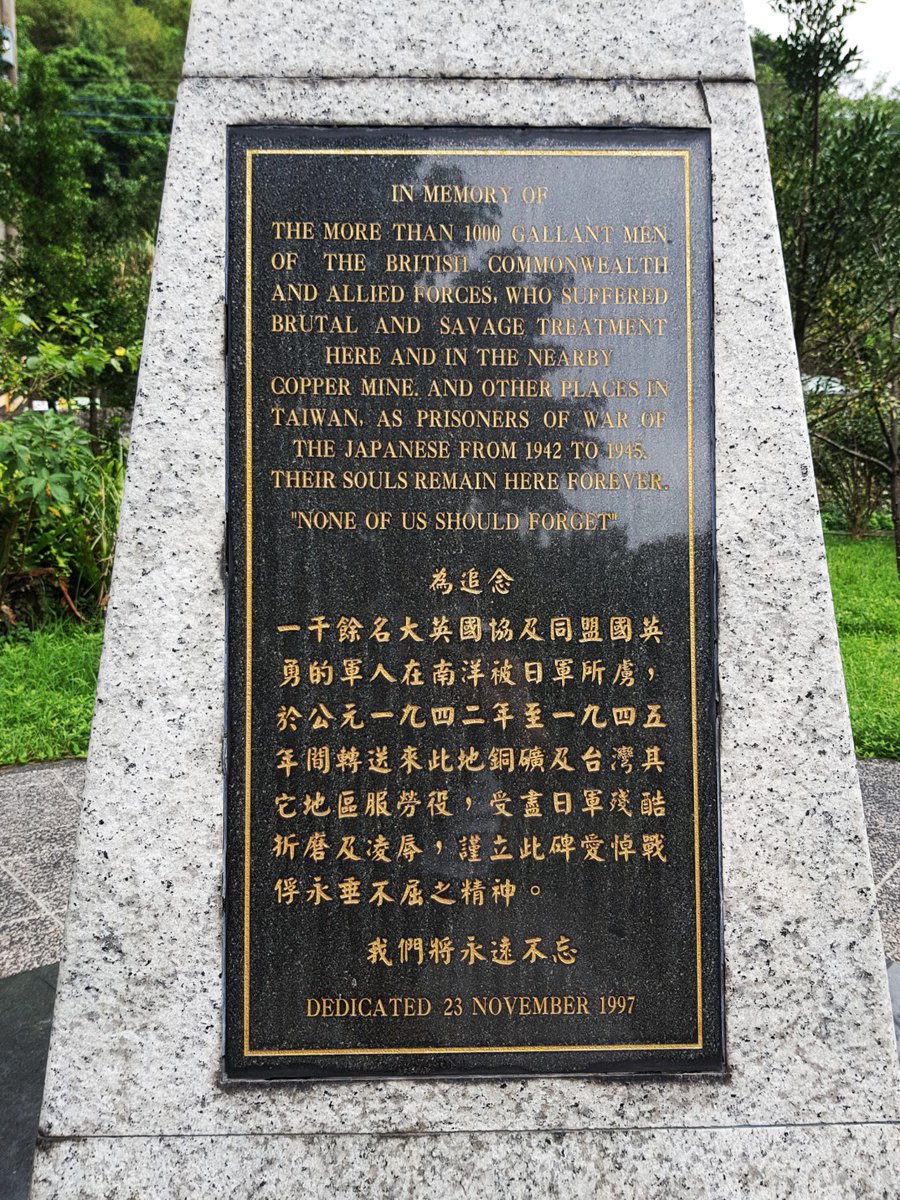 IN MEMORY OF
THE MORE THAN 1000 GALLANT MEN
OF THE BRITISH COMMONWEALTH
AND ALLIED FORCES, WHO SUFFERED
BRUTAL AND SAVAGE TREATMENT
HERE AND IN THE NEARBY
COPPER MINE, AND OTHER PLACES IN
TAIWAN, AS PRISONERS OF WAR OF
THE JAPANESE FROM 1942 TO 1945.
THEIR SOULS REMAIN HERE FOREVER.
"NONE OF US SHOULD FORGET"
為追念
一千餘名大英國協及同盟國英
勇的軍人在南洋被日軍所虜，
於公元一九四二年至一九四五
年間轉送來此地銅礦及台灣其
它地區服勞役，受盡日軍殘酷
折磨及凌辱，謹立此碑愛悼戰
俘永垂不屈之精神。
我們將永遠不忘
DEDICATED 23 NOVEMBER 1997